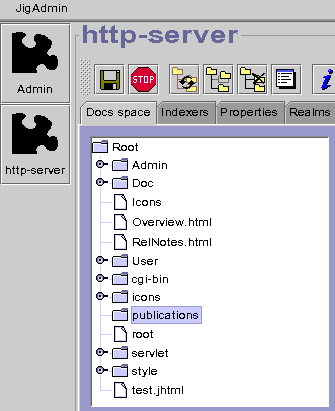 JigAdmin
Admin
http-server
http-server
STOP
i
Docs space
Indexers
Properties
Realms
Root
Admin
Doc
Icons
Overview.html
RelNotes.html
User
cgi-bin
icons
publications
root
servlet
style
test.jhtml